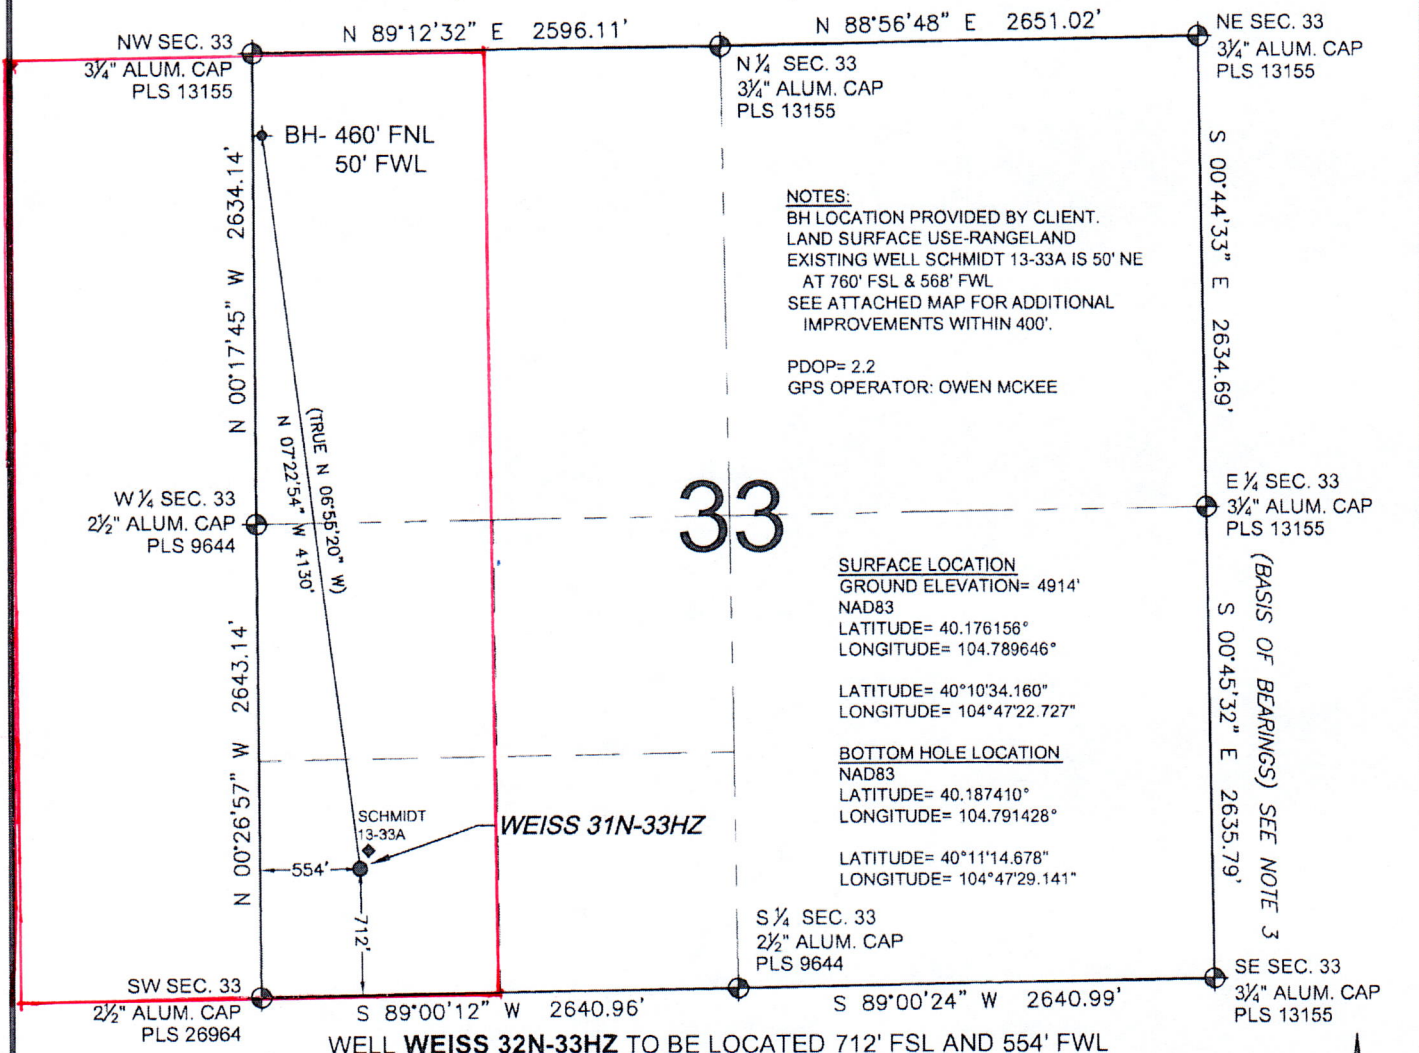 N 89°12'32" E 2596.11'
N 88°56'48" E 2651.02'
NW SEC. 33
3¼" ALUM. CAP
PLS 13155
N ¼ SEC. 33
3¼" ALUM. CAP
PLS 13155
NE SEC. 33
3¼" ALUM. CAP
PLS 13155
BH- 460' FNL
50' FWL
N 00°17'45" W 2634.14'
S 00°44'33" E 2634.69'
NOTES:
BH LOCATION PROVIDED BY CLIENT.
LAND SURFACE USE-RANGELAND
EXISTING WELL SCHMIDT 13-33A IS 50' NE
AT 760' FSL & 568' FWL
SEE ATTACHED MAP FOR ADDITIONAL
IMPROVEMENTS WITHIN 400'.
PDOP= 2.2
GPS OPERATOR: OWEN MCKEE
(TRUE N 06°55'20" W)
N 07°22'54" W 4130'
W ¼ SEC. 33
2½" ALUM. CAP
PLS 9644
33
E ¼ SEC. 33
3¼" ALUM. CAP
PLS 13155
SURFACE LOCATION
GROUND ELEVATION= 4914'
NAD83
LATITUDE= 40.176156°
LONGITUDE= 104.789646°
LATITUDE= 40°10'34.160"
LONGITUDE= 104°47'22.727"
BOTTOM HOLE LOCATION
NAD83
LATITUDE= 40.187410°
LONGITUDE= 104.791428°
LATITUDE= 40°11'14.678"
LONGITUDE= 104°47'29.141"
N 00°26'57" W 2643.14'
S 00°45'32" E 2635.79'
(BASIS OF BEARINGS) SEE NOTE 3
SCHMIDT
13-33A
WEISS 31N-33HZ
554'
712'
S ¼ SEC. 33
2½" ALUM. CAP
PLS 9644
SW SEC. 33
2½" ALUM. CAP
PLS 26964
SE SEC. 33
3¼" ALUM. CAP
PLS 13155
S 89°00'12" W 2640.96'
S 89°00'24" W 2640.99'
WELL WEISS 32N-33HZ TO BE LOCATED 712' FSL AND 554' FWL